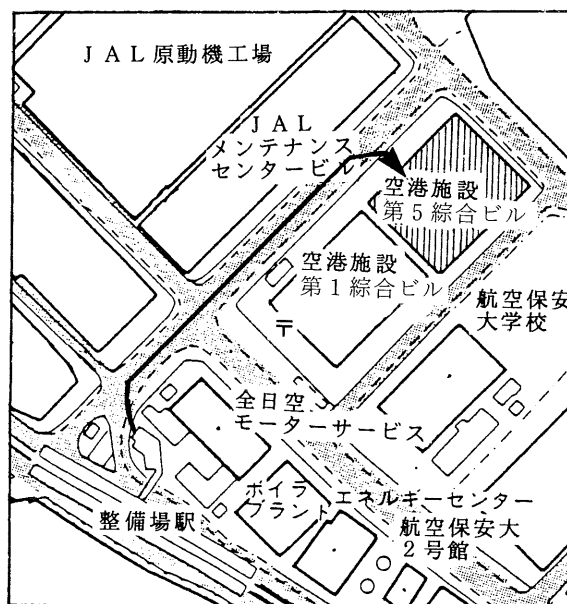 JAL原動機工場
JAL
メンテナンス
センタービル
空港施設
第5綜合ビル
空港施設
第1綜合ビル
航空保安
大学校
〒
全日空
モーターサービス
ボイラ
プラント
エネルギーセンター
整備場駅
航空保安大
2号館